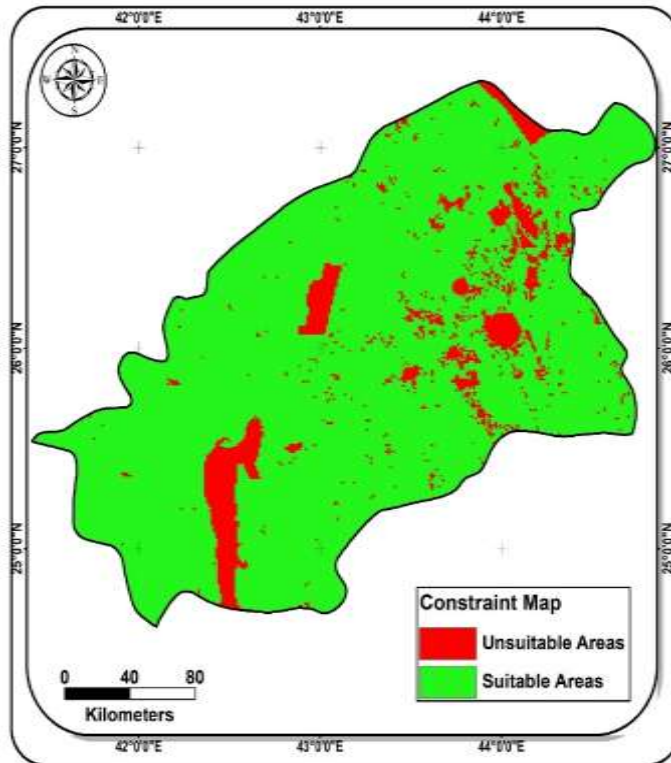 42°0'0"E 43°0'0"E 44°0'0"E
N
W E
S
27°0'0"N 27°0'0"N
26°0'0"N 26°0'0"N
25°0'0"N 25°0'0"N
Constraint Map
Unsuitable Areas
Suitable Areas
0 40 80
Kilometers
42°0'0"E 43°0'0"E 44°0'0"E